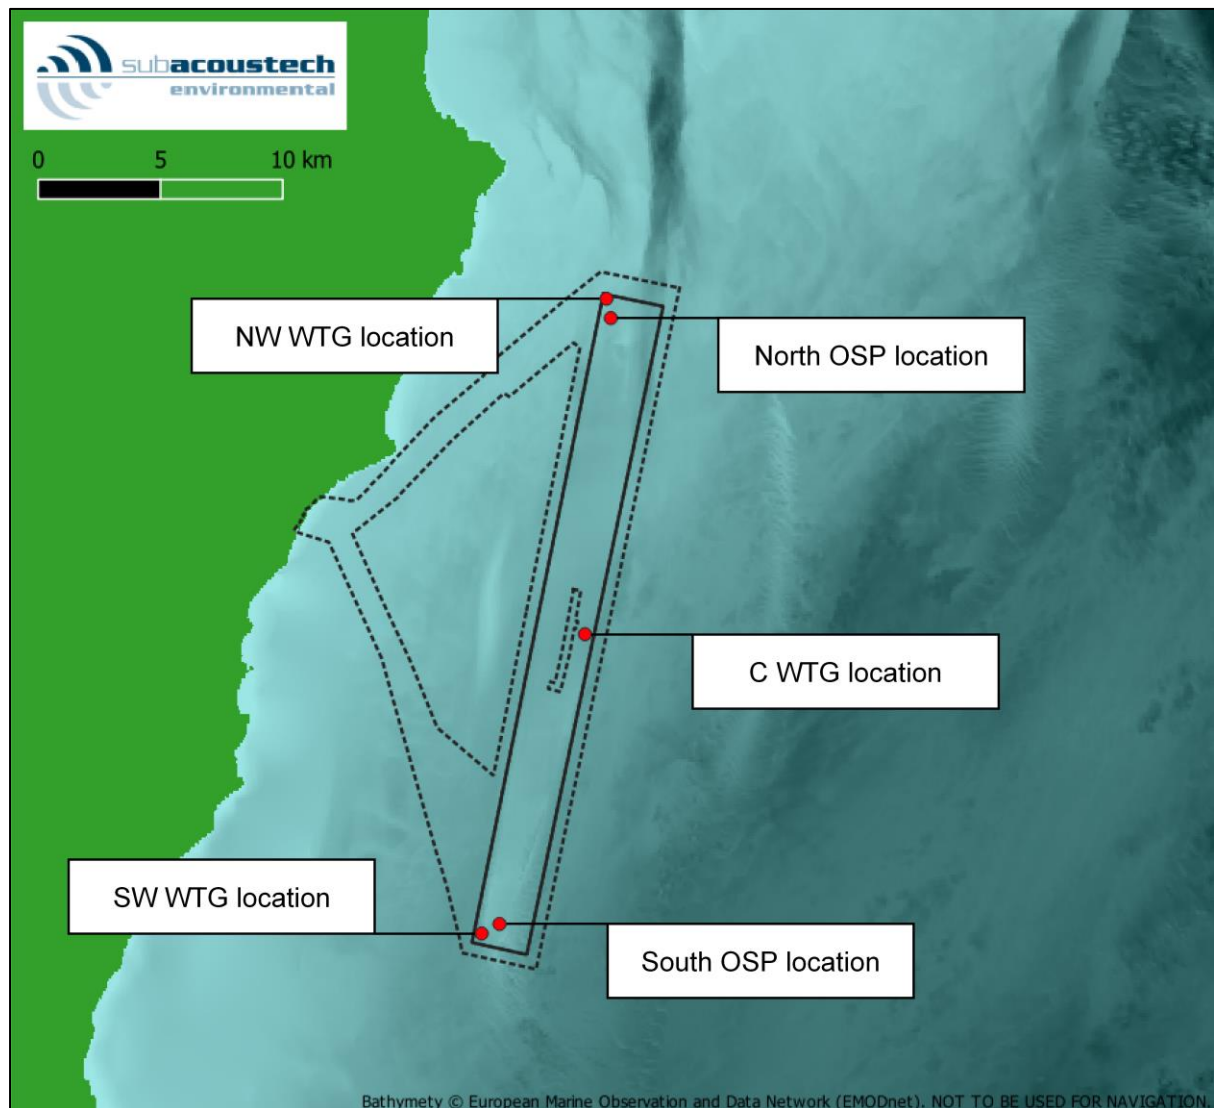 subacoustech
environmental
0 5 10 km
NW WTG location
North OSP location
C WTG location
SW WTG location
South OSP location
Bathymety © European Marine Observation and Data Network (EMODnet). NOT TO BE USED FOR NAVIGATION.